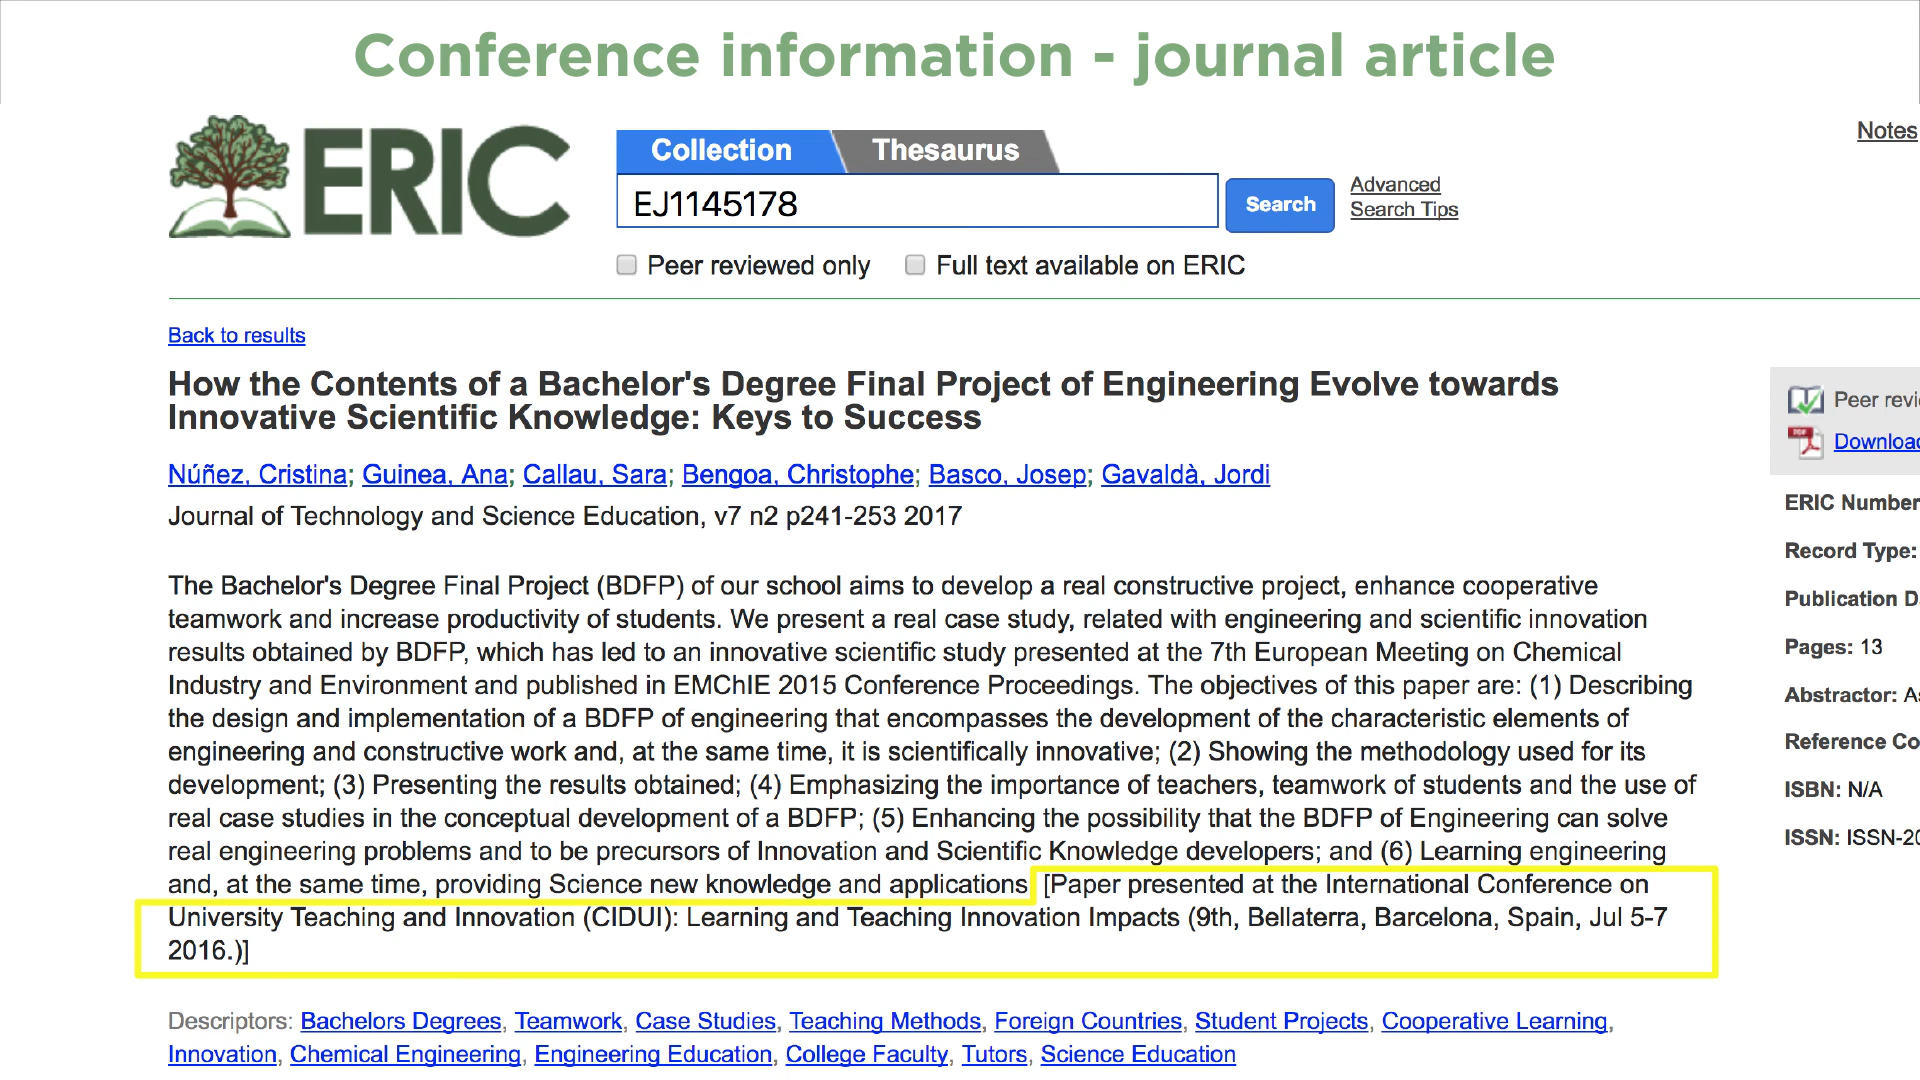 Conference information - journal article
ERIC
Collection
Thesaurus
Notes
EJ1145178
Search
Advanced
Search Tips
Peer reviewed only
Full text available on ERIC
Back to results
How the Contents of a Bachelor's Degree Final Project of Engineering Evolve towards
Innovative Scientific Knowledge: Keys to Success
Núñez, Cristina; Guinea, Ana; Callau, Sara; Bengoa, Christophe; Basco, Josep; Gavaldà, Jordi
Journal of Technology and Science Education, v7 n2 p241-253 2017
The Bachelor's Degree Final Project (BDFP) of our school aims to develop a real constructive project, enhance cooperative
teamwork and increase productivity of students. We present a real case study, related with engineering and scientific innovation
results obtained by BDFP, which has led to an innovative scientific study presented at the 7th European Meeting on Chemical
Industry and Environment and published in EMChIE 2015 Conference Proceedings. The objectives of this paper are: (1) Describing
the design and implementation of a BDFP of engineering that encompasses the development of the characteristic elements of
engineering and constructive work and, at the same time, it is scientifically innovative; (2) Showing the methodology used for its
development; (3) Presenting the results obtained; (4) Emphasizing the importance of teachers, teamwork of students and the use of
real case studies in the conceptual development of a BDFP; (5) Enhancing the possibility that the BDFP of Engineering can solve
real engineering problems and to be precursors of Innovation and Scientific Knowledge developers; and (6) Learning engineering
and, at the same time, providing Science new knowledge and applications [Paper presented at the International Conference on
University Teaching and Innovation (CIDUI): Learning and Teaching Innovation Impacts (9th, Bellaterra, Barcelona, Spain, Jul 5-7
2016.)]
Descriptors: Bachelors Degrees, Teamwork, Case Studies, Teaching Methods, Foreign Countries, Student Projects, Cooperative Learning,
Innovation, Chemical Engineering, Engineering Education, College Faculty, Tutors, Science Education
Peer revi
PDF
Downloa
ERIC Number
Record Type:
Publication D
Pages: 13
Abstractor: A
Reference Co
ISBN: N/A
ISSN: ISSN-20